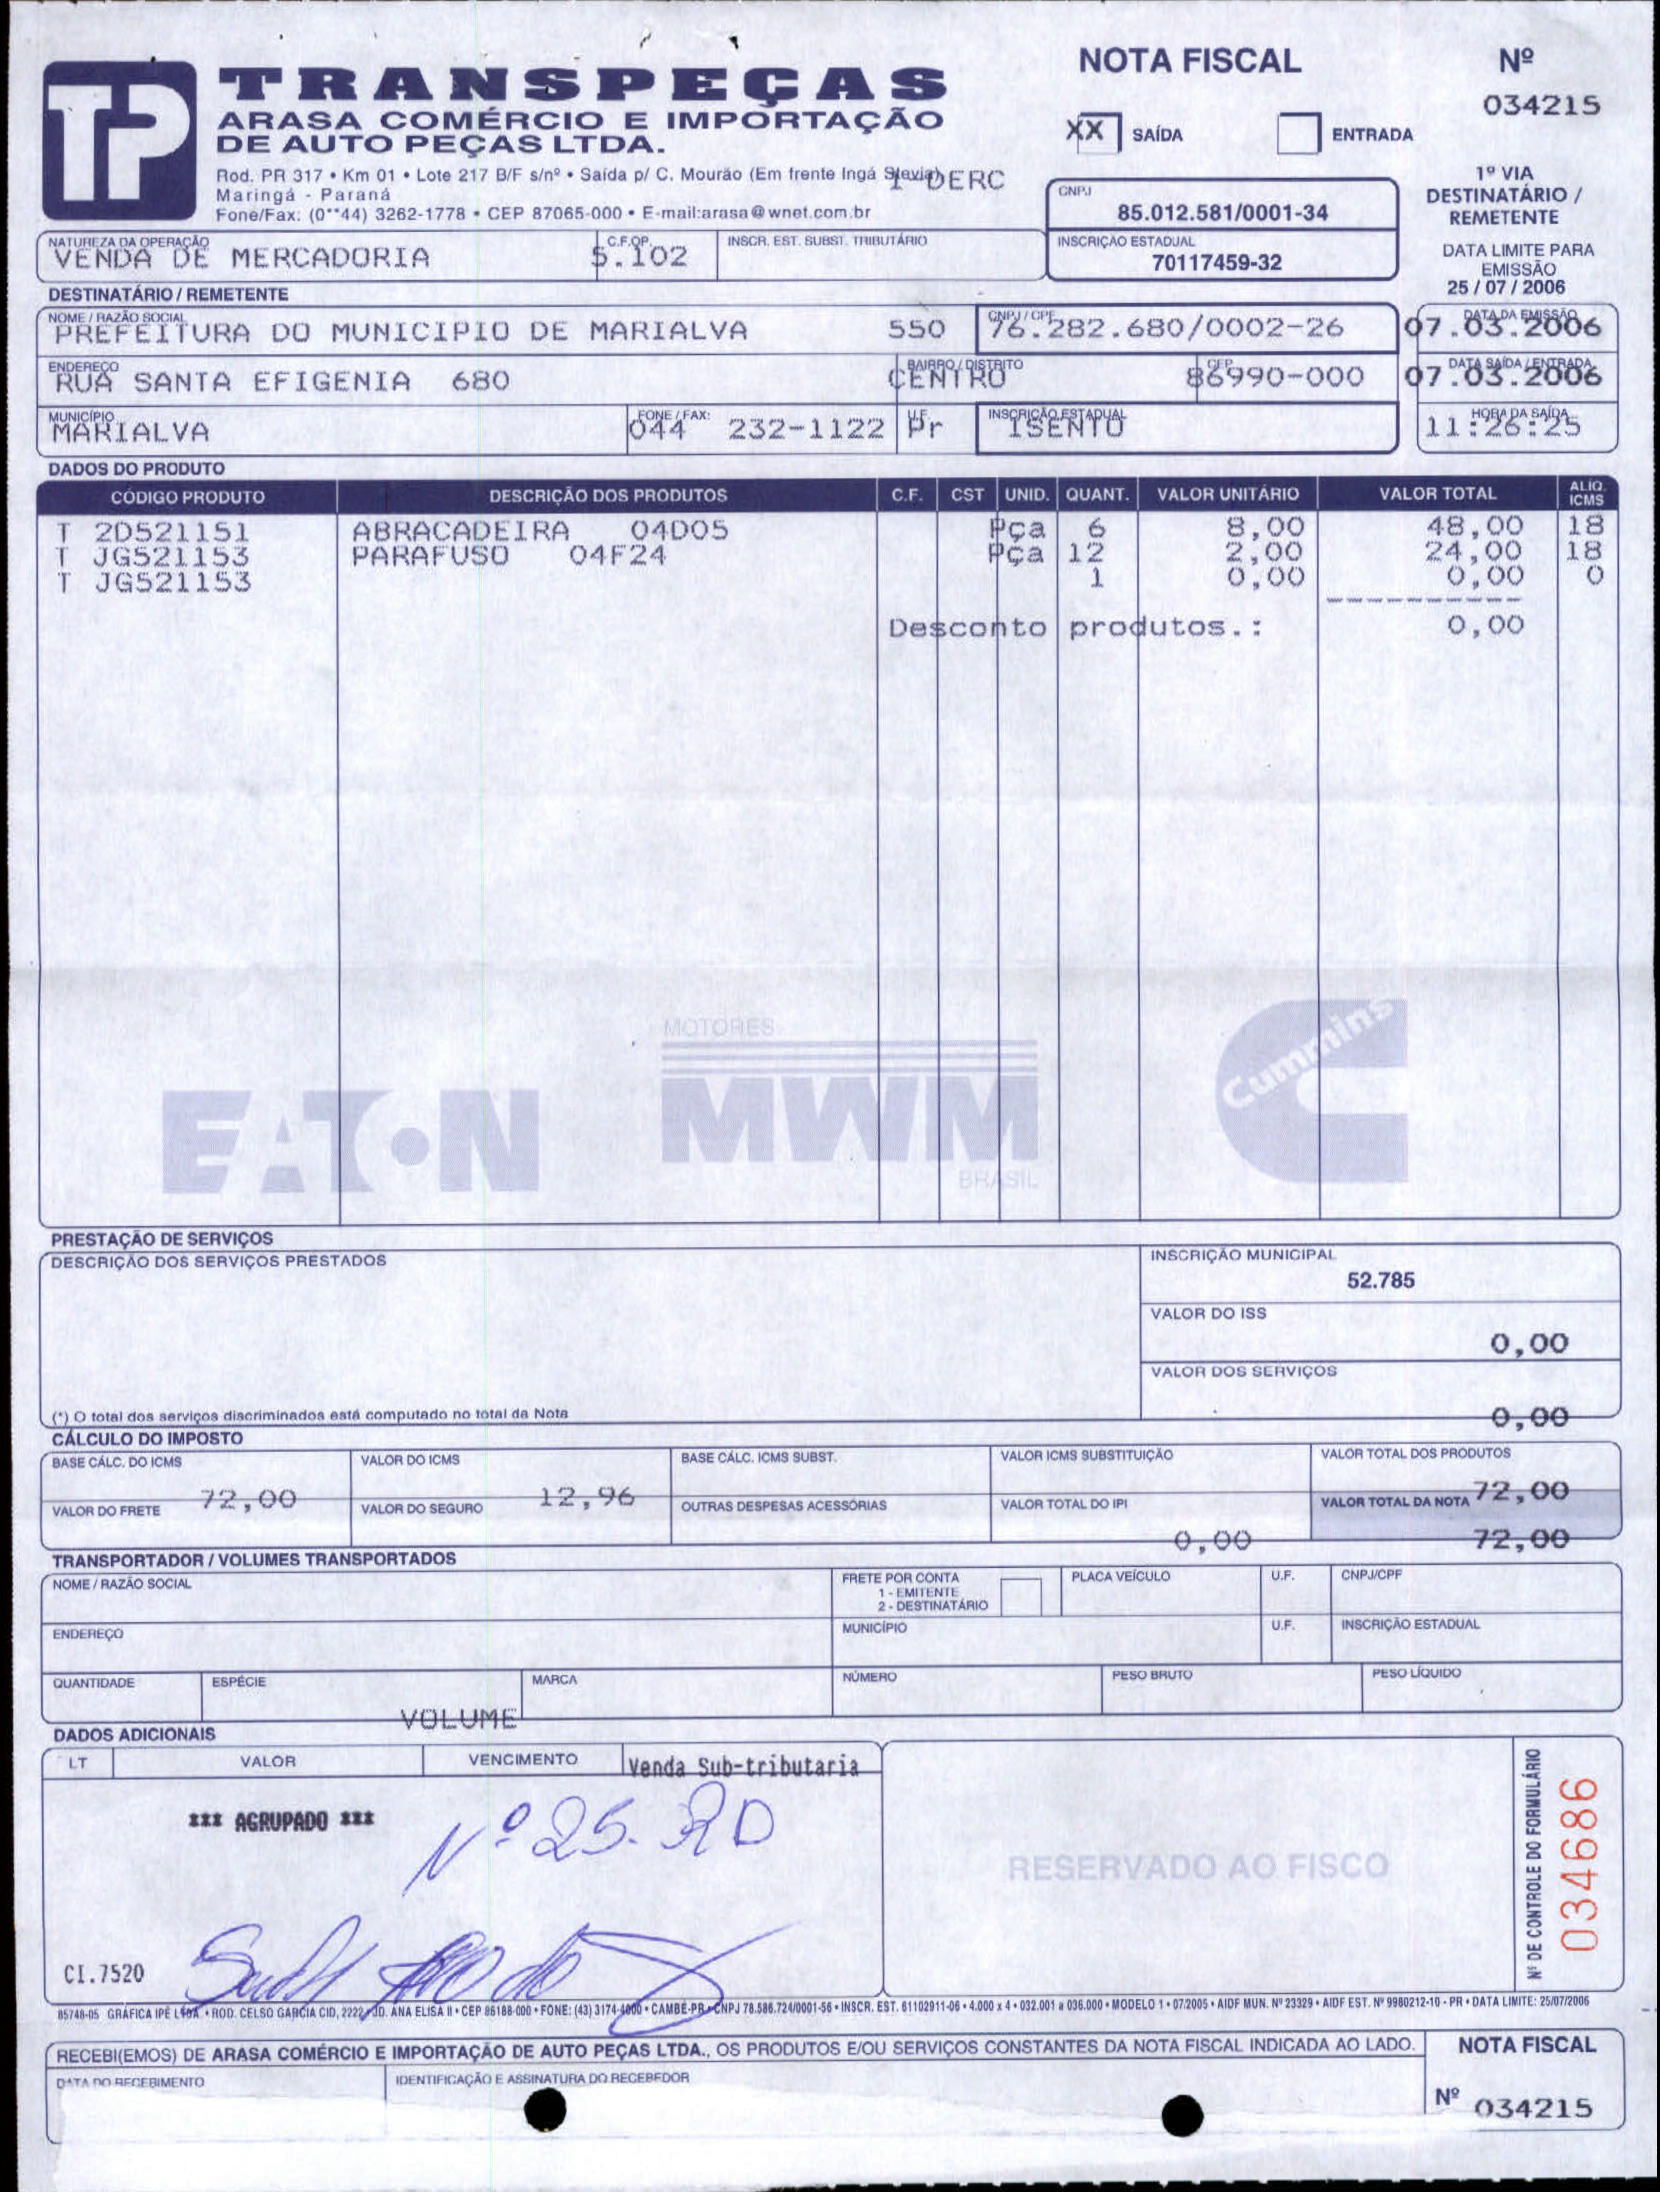 TP TRANSPEÇAS
ARASA COMÉRCIO E IMPORTAÇÃO
DE AUTO PEÇAS LTDA.
Rod. PR 317 • Km 01 • Lote 217 B/F s/nº • Saída p/ C. Mourão (Em frente Ingá Stevia)
1 DERC
Maringá - Paraná
Fone/Fax: (0**44) 3262-1778 • CEP 87065-000 • E-mail:arasa@wnet.com.br
NOTA FISCAL Nº
034215
XX SAÍDA ENTRADA
1º VIA
DESTINATÁRIO /
REMETENTE
CNPJ
85.012.581/0001-34
INSCRIÇÃO ESTADUAL
70117459-32
DATA LIMITE PARA
EMISSÃO
25 / 07 / 2006
NATUREZA DA OPERAÇÃO C.F.OP. INSCR. EST. SUBST. TRIBUTÁRIO
VENDA DE MERCADORIA 5.102
DESTINATÁRIO / REMETENTE
NOME / RAZÃO SOCIAL CNPJ / CPF DATA DA EMISSÃO
PREFEITURA DO MUNICIPIO DE MARIALVA 550 76.282.680/0002-26 07.03.2006
ENDEREÇO BAIRRO / DISTRITO CEP DATA SAÍDA / ENTRADA
RUA SANTA EFIGENIA 680 CENTRO 86990-000 07.03.2006
MUNICÍPIO FONE / FAX: U.F. INSCRIÇÃO ESTADUAL HORA DA SAÍDA
MARIALVA 044 232-1122 Pr ISENTO 11:26:25
DADOS DO PRODUTO
CÓDIGO PRODUTO DESCRIÇÃO DOS PRODUTOS C.F. CST UNID. QUANT. VALOR UNITÁRIO VALOR TOTAL ALIQ. ICMS
T 2D521151 ABRACADEIRA 04D05 Pça 6 8,00 48,00 18
T JG521153 PARAFUSO 04F24 Pça 12 2,00 24,00 18
T JG521153 1 0,00 0,00 0
----------
Desconto produtos.: 0,00
EATON
MOTORES
MWM
BRASIL
Cummins
PRESTAÇÃO DE SERVIÇOS
DESCRIÇÃO DOS SERVIÇOS PRESTADOS
INSCRIÇÃO MUNICIPAL
52.785
VALOR DO ISS
0,00
VALOR DOS SERVIÇOS
0,00
(*) O total dos serviços discriminados está computado no total da Nota
CÁLCULO DO IMPOSTO
BASE CÁLC. DO ICMS VALOR DO ICMS BASE CÁLC. ICMS SUBST. VALOR ICMS SUBSTITUIÇÃO VALOR TOTAL DOS PRODUTOS
72,00 12,96 72,00
VALOR DO FRETE VALOR DO SEGURO OUTRAS DESPESAS ACESSÓRIAS VALOR TOTAL DO IPI VALOR TOTAL DA NOTA
0,00 72,00
TRANSPORTADOR / VOLUMES TRANSPORTADOS
NOME / RAZÃO SOCIAL FRETE POR CONTA PLACA VEÍCULO U.F. CNPJ/CPF
1 - EMITENTE
2 - DESTINATÁRIO
ENDEREÇO MUNICÍPIO U.F. INSCRIÇÃO ESTADUAL
QUANTIDADE ESPÉCIE MARCA NÚMERO PESO BRUTO PESO LÍQUIDO
VOLUME
DADOS ADICIONAIS
LT VALOR VENCIMENTO Venda Sub-tributaria
*** AGRUPADO ***
Nº 25.
RESERVADO AO FISCO
Nº DE CONTROLE DO FORMULÁRIO
034686
CI.7520
85748-05 GRÁFICA IPÊ LTDA. • ROD. CELSO GARCIA CID, 2222 • JD. ANA ELISA II • CEP 86188-000 • FONE: (43) 3174-4000 • CAMBÉ-PR • CNPJ 78.586.724/0001-56 • INSCR. EST. 61102911-06 • 4.000 x 4 • 032.001 a 036.000 • MODELO 1 • 07/2005 • AIDF MUN. Nº 23329 • AIDF EST. Nº 9980212-10 - PR • DATA LIMITE: 25/07/2006
RECEBI(EMOS) DE ARASA COMÉRCIO E IMPORTAÇÃO DE AUTO PEÇAS LTDA., OS PRODUTOS E/OU SERVIÇOS CONSTANTES DA NOTA FISCAL INDICADA AO LADO.
NOTA FISCAL
DATA DO RECEBIMENTO IDENTIFICAÇÃO E ASSINATURA DO RECEBEDOR
Nº 034215